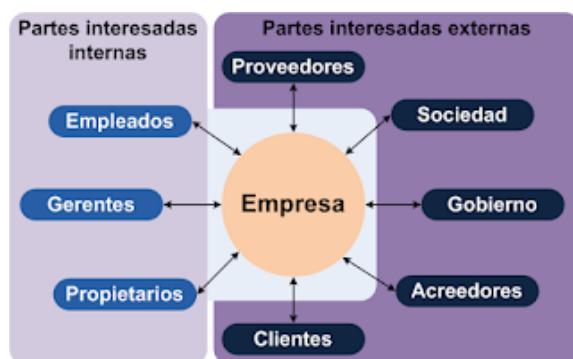 Partes interesadas
internas
Partes interesadas externas
Proveedores
Empleados
Sociedad
Gerentes
Empresa
Gobierno
Propietarios
Acreedores
Clientes